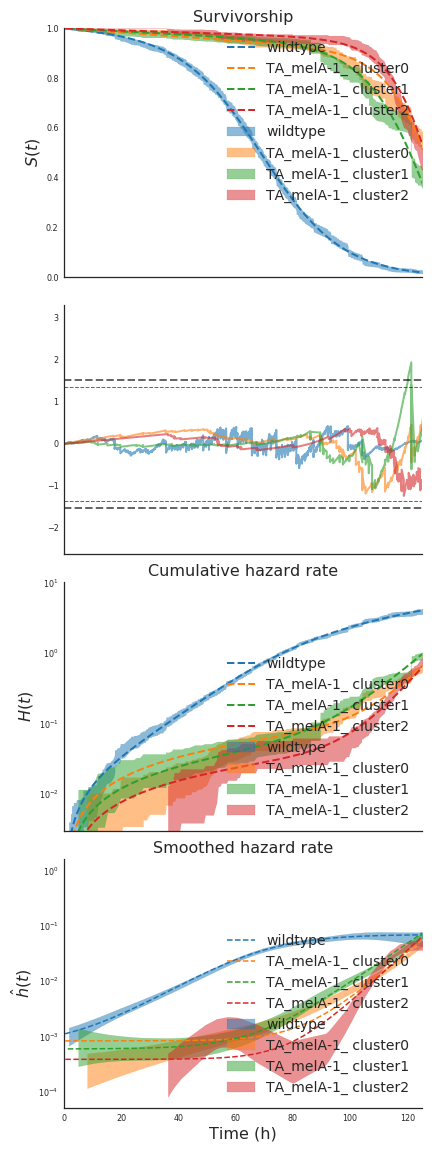 Survivorship
1.0
0.8
0.6
0.4
0.2
0.0
S(t)
wildtype
TA_melA-1_ cluster0
TA_melA-1_ cluster1
TA_melA-1_ cluster2
wildtype
TA_melA-1_ cluster0
TA_melA-1_ cluster1
TA_melA-1_ cluster2
3
2
1
0
−1
−2
Cumulative hazard rate
10¹
10⁰
10⁻¹
10⁻²
H(t)
wildtype
TA_melA-1_ cluster0
TA_melA-1_ cluster1
TA_melA-1_ cluster2
wildtype
TA_melA-1_ cluster0
TA_melA-1_ cluster1
TA_melA-1_ cluster2
Smoothed hazard rate
10⁰
10⁻¹
10⁻²
10⁻³
10⁻⁴
ĥ(t)
wildtype
TA_melA-1_ cluster0
TA_melA-1_ cluster1
TA_melA-1_ cluster2
wildtype
TA_melA-1_ cluster0
TA_melA-1_ cluster1
TA_melA-1_ cluster2
0 20 40 60 80 100 120
Time (h)